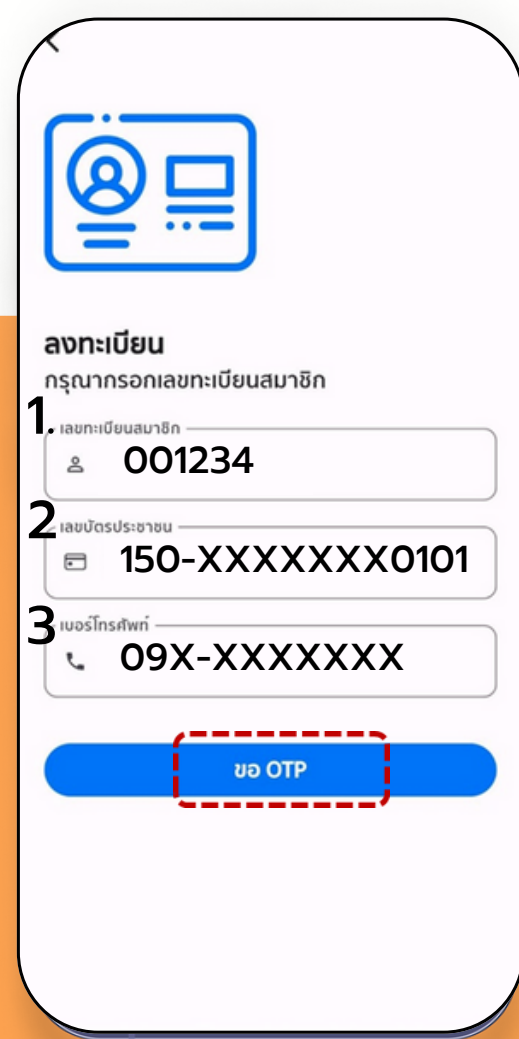 ลงทะเบียน
กรุณากรอกเลขทะเบียนสมาชิก
1. เลขทะเบียนสมาชิก
001234
2 เลขบัตรประชาชน
150-XXXXXXX0101
3 เบอร์โทรศัพท์
09X-XXXXXXX
ขอ OTP